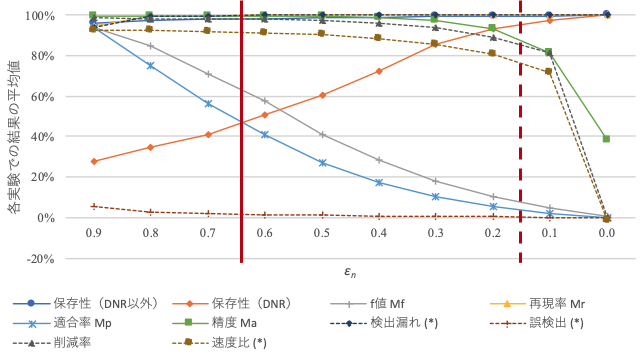 100%
80%
60%
40%
20%
0%
-20%
各実験での結果の平均値
0.9 0.8 0.7 0.6 0.5 0.4 0.3 0.2 0.1 0.0
εn
保存性（DNR以外） 保存性（DNR） f値 Mf 再現率 Mr
適合率 Mp 精度 Ma 検出漏れ (*) 誤検出 (*)
削減率 速度比 (*)